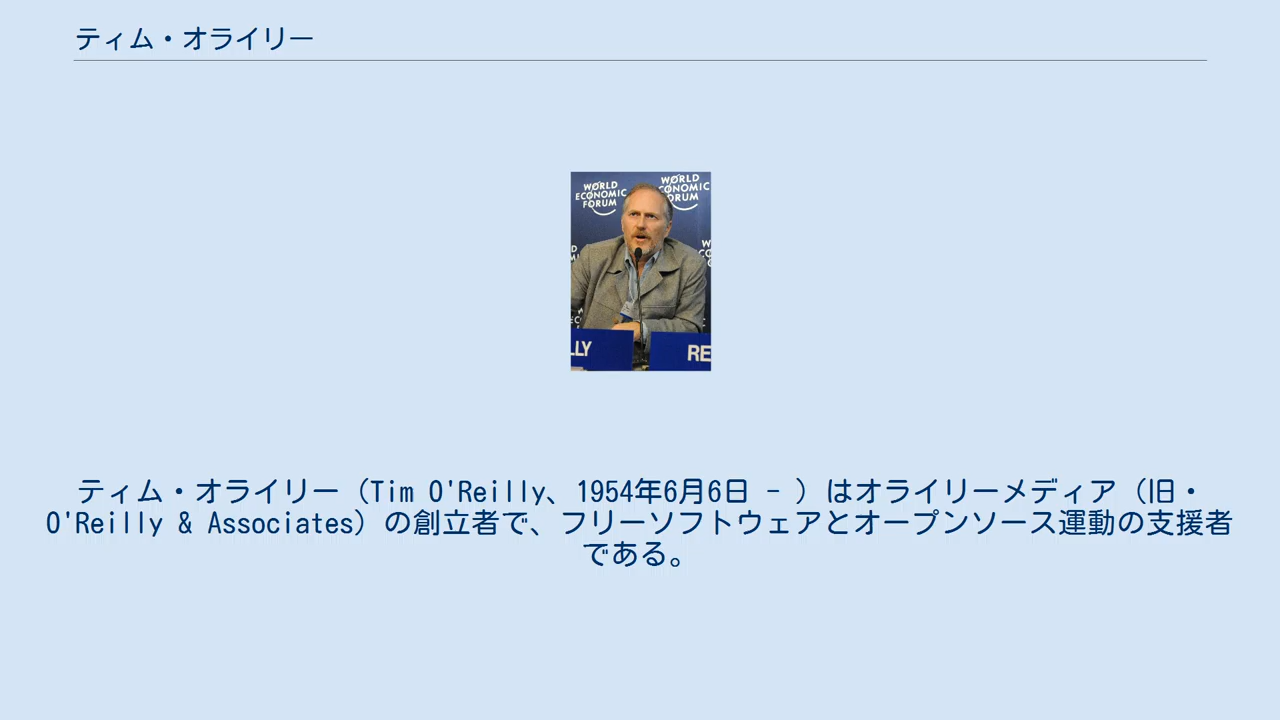 ティム・オライリー
WORLD
ECONOMIC
FORUM
WORLD
ECONOMIC
FORUM
LLY
RE
ティム・オライリー（Tim O'Reilly、1954年6月6日 - ）はオライリーメディア（旧・
O'Reilly & Associates）の創立者で、フリーソフトウェアとオープンソース運動の支援者
である。